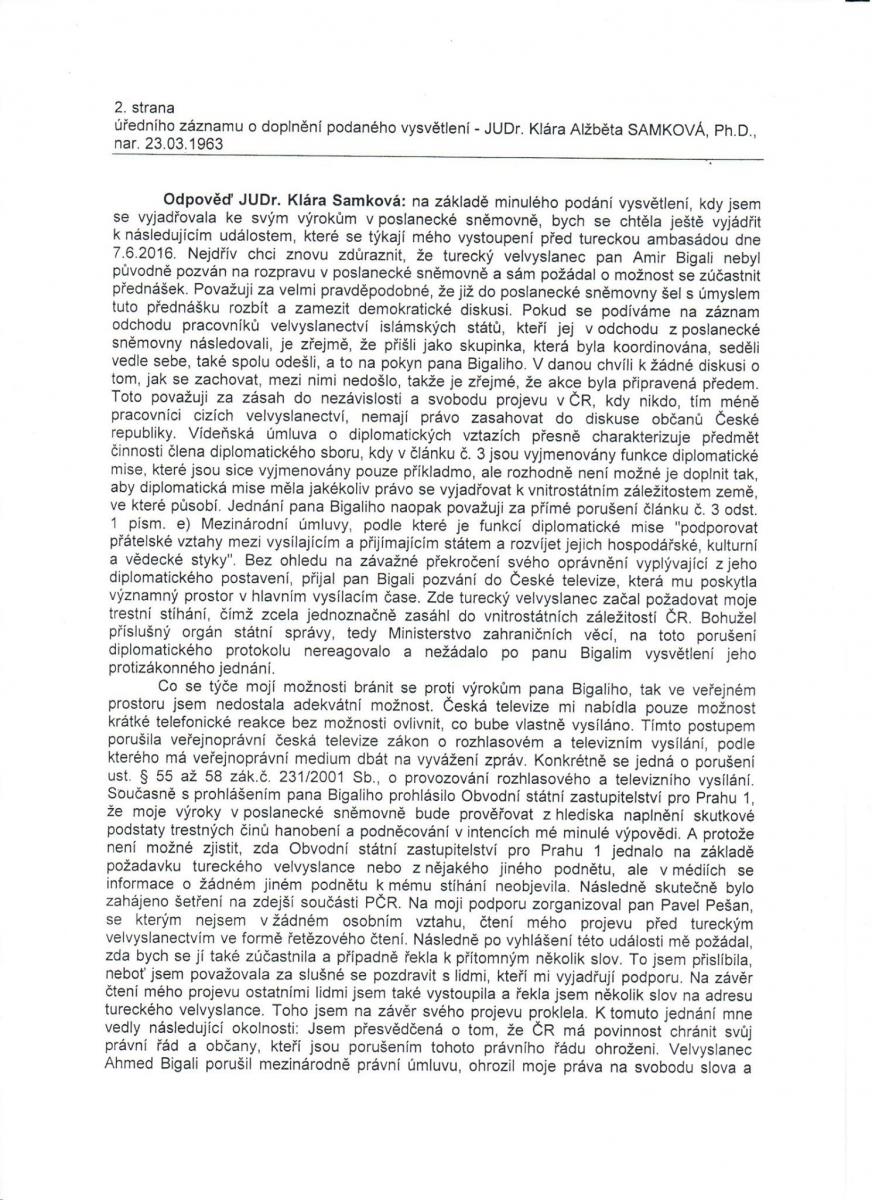 2. strana
úředního záznamu o doplnění podaného vysvětlení - JUDr. Klára Alžběta SAMKOVÁ, Ph.D.,
nar. 23.03.1963
Odpověď JUDr. Klára Samková: na základě minulého podání vysvětlení, kdy jsem
se vyjadřovala ke svým výrokům v poslanecké sněmovně, bych se chtěla ještě vyjádřit
k následujícím událostem, které se týkají mého vystoupení před tureckou ambasádou dne
7.6.2016. Nejdřív chci znovu zdůraznit, že turecký velvyslanec pan Amir Bigali nebyl
původně pozván na rozpravu v poslanecké sněmovně a sám požádal o možnost se zúčastnit
přednášek. Považuji za velmi pravděpodobné, že již do poslanecké sněmovny šel s úmyslem
tuto přednášku rozbít a zamezit demokratické diskusi. Pokud se podíváme na záznam
odchodu pracovníků velvyslanectví islámských států, kteří jej v odchodu z poslanecké
sněmovny následovali, je zřejmé, že přišli jako skupinka, která byla koordinována, seděli
vedle sebe, také spolu odešli, a to na pokyn pana Bigaliho. V danou chvíli k žádné diskusi o
tom, jak se zachovat, mezi nimi nedošlo, takže je zřejmé, že akce byla připravená předem.
Toto považuji za zásah do nezávislosti a svobodu projevu v ČR, kdy nikdo, tím méně
pracovníci cizích velvyslanectví, nemají právo zasahovat do diskuse občanů České
republiky. Vídeňská úmluva o diplomatických vztazích přesně charakterizuje předmět
činnosti člena diplomatického sboru, kdy v článku č. 3 jsou vyjmenovány funkce diplomatické
mise, které jsou sice vyjmenovány pouze příkladmo, ale rozhodně není možné je doplnit tak,
aby diplomatická mise měla jakékoliv právo se vyjadřovat k vnitrostátním záležitostem země,
ve které působí. Jednání pana Bigaliho naopak považuji za přímé porušení článku č. 3 odst.
1 písm. e) Mezinárodní úmluvy, podle které je funkcí diplomatické mise "podporovat
přátelské vztahy mezi vysílajícím a přijímajícím státem a rozvíjet jejich hospodářské, kulturní
a vědecké styky". Bez ohledu na závažné překročení svého oprávnění vyplývající z jeho
diplomatického postavení, přijal pan Bigali pozvání do České televize, která mu poskytla
významný prostor v hlavním vysílacím čase. Zde turecký velvyslanec začal požadovat moje
trestní stíhání, čímž zcela jednoznačně zasáhl do vnitrostátních záležitostí ČR. Bohužel
příslušný orgán státní správy, tedy Ministerstvo zahraničních věcí, na toto porušení
diplomatického protokolu nereagovalo a nežádalo po panu Bigalim vysvětlení jeho
protizákonného jednání.
Co se týče mojí možnosti bránit se proti výrokům pana Bigaliho, tak ve veřejném
prostoru jsem nedostala adekvátní možnost. Česká televize mi nabídla pouze možnost
krátké telefonické reakce bez možnosti ovlivnit, co bube vlastně vysíláno. Tímto postupem
porušila veřejnoprávní česká televize zákon o rozhlasovém a televizním vysílání, podle
kterého má veřejnoprávní medium dbát na vyvážení zpráv. Konkrétně se jedná o porušení
ust. § 55 až 58 zák.č. 231/2001 Sb., o provozování rozhlasového a televizního vysílání.
Současně s prohlášením pana Bigaliho prohlásilo Obvodní státní zastupitelství pro Prahu 1,
že moje výroky v poslanecké sněmovně bude prověřovat z hlediska naplnění skutkové
podstaty trestných činů hanobení a podněcování v intencích mé minulé výpovědi. A protože
není možné zjistit, zda Obvodní státní zastupitelství pro Prahu 1 jednalo na základě
požadavku tureckého velvyslance nebo z nějakého jiného podnětu, ale v médiích se
informace o žádném jiném podnětu k mému stíhání neobjevila. Následně skutečně bylo
zahájeno šetření na zdejší součásti PČR. Na moji podporu zorganizoval pan Pavel Pešan,
se kterým nejsem v žádném osobním vztahu, čtení mého projevu před tureckým
velvyslanectvím ve formě řetězového čtení. Následně po vyhlášení této události mě požádal,
zda bych se jí také zúčastnila a případně řekla k přítomným několik slov. To jsem přislíbila,
neboť jsem považovala za slušné se pozdravit s lidmi, kteří mi vyjadřují podporu. Na závěr
čtení mého projevu ostatními lidmi jsem také vystoupila a řekla jsem několik slov na adresu
tureckého velvyslance. Toho jsem na závěr svého projevu proklela. K tomuto jednání mne
vedly následující okolnosti: Jsem přesvědčená o tom, že ČR má povinnost chránit svůj
právní řád a občany, kteří jsou porušením tohoto právního řádu ohroženi. Velvyslanec
Ahmed Bigali porušil mezinárodně právní úmluvu, ohrozil moje práva na svobodu slova a